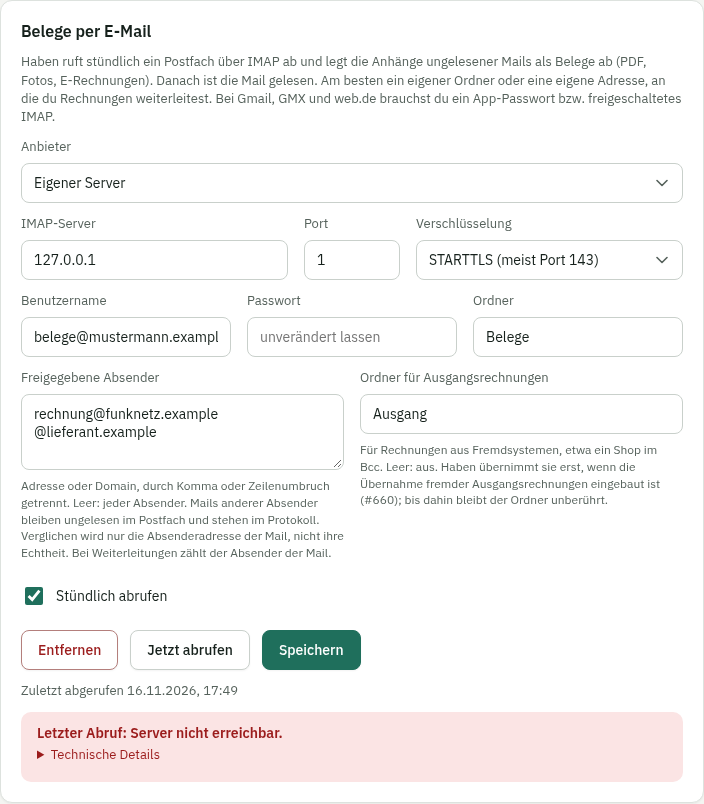 Belege per E-Mail
Haben ruft stündlich ein Postfach über IMAP ab und legt die Anhänge ungelesener Mails als Belege ab (PDF,
Fotos, E-Rechnungen). Danach ist die Mail gelesen. Am besten ein eigener Ordner oder eine eigene Adresse, an
die du Rechnungen weiterleitest. Bei Gmail, GMX und web.de brauchst du ein App-Passwort bzw. freigeschaltetes
IMAP.
Anbieter
Eigener Server
IMAP-Server
Port
Verschlüsselung
127.0.0.1
1
STARTTLS (meist Port 143)
Benutzername
Passwort
Ordner
belege@mustermann.exampl
unverändert lassen
Belege
Freigegebene Absender
rechnung@funknetz.example
@lieferant.example
Adresse oder Domain, durch Komma oder Zeilenumbruch
getrennt. Leer: jeder Absender. Mails anderer Absender
bleiben ungelesen im Postfach und stehen im Protokoll.
Verglichen wird nur die Absenderadresse der Mail, nicht ihre
Echtheit. Bei Weiterleitungen zählt der Absender der Mail.
Ordner für Ausgangsrechnungen
Ausgang
Für Rechnungen aus Fremdsystemen, etwa ein Shop im
Bcc. Leer: aus. Haben übernimmt sie erst, wenn die
Übernahme fremder Ausgangsrechnungen eingebaut ist
(#660); bis dahin bleibt der Ordner unberührt.
Stündlich abrufen
Entfernen
Jetzt abrufen
Speichern
Zuletzt abgerufen 16.11.2026, 17:49
Letzter Abruf: Server nicht erreichbar.
Technische Details